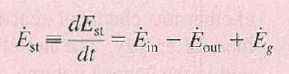 Ė_st ≡ dE_st/dt = Ė_in − Ė_out + Ė_g